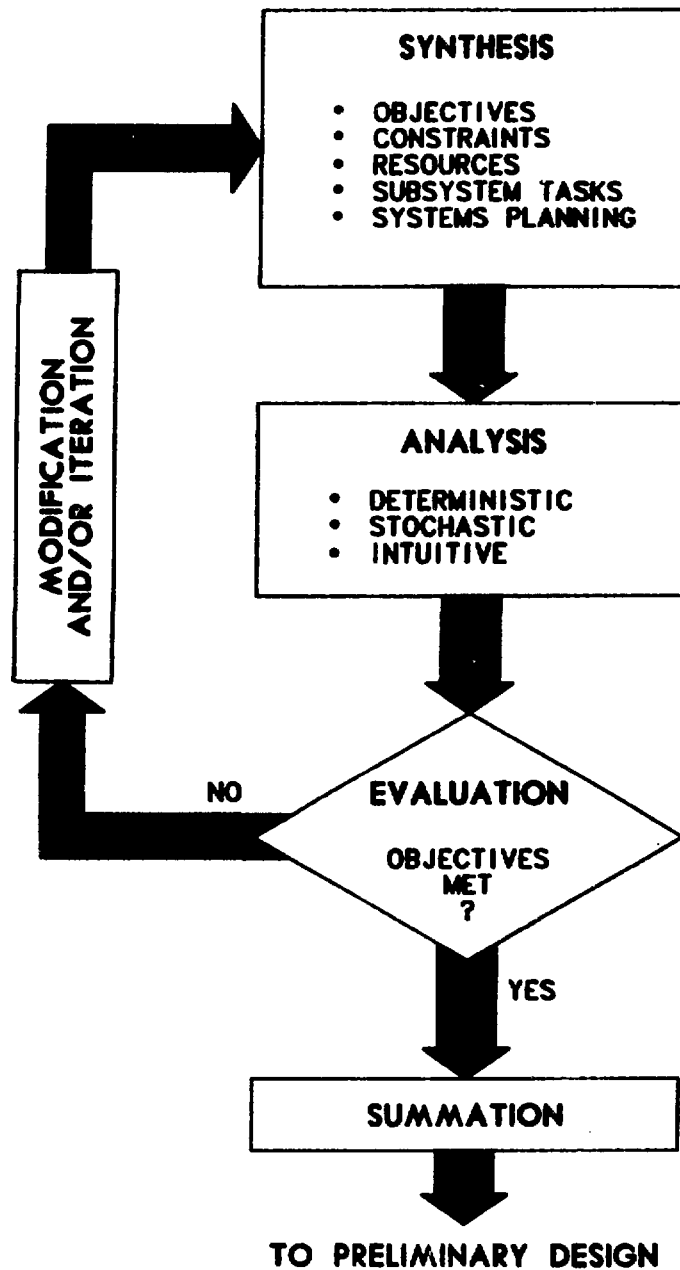 SYNTHESIS
• OBJECTIVES
• CONSTRAINTS
• RESOURCES
• SUBSYSTEM TASKS
• SYSTEMS PLANNING
MODIFICATION
AND/OR ITERATION
ANALYSIS
• DETERMINISTIC
• STOCHASTIC
• INTUITIVE
NO
EVALUATION
OBJECTIVES
MET
?
YES
SUMMATION
TO PRELIMINARY DESIGN